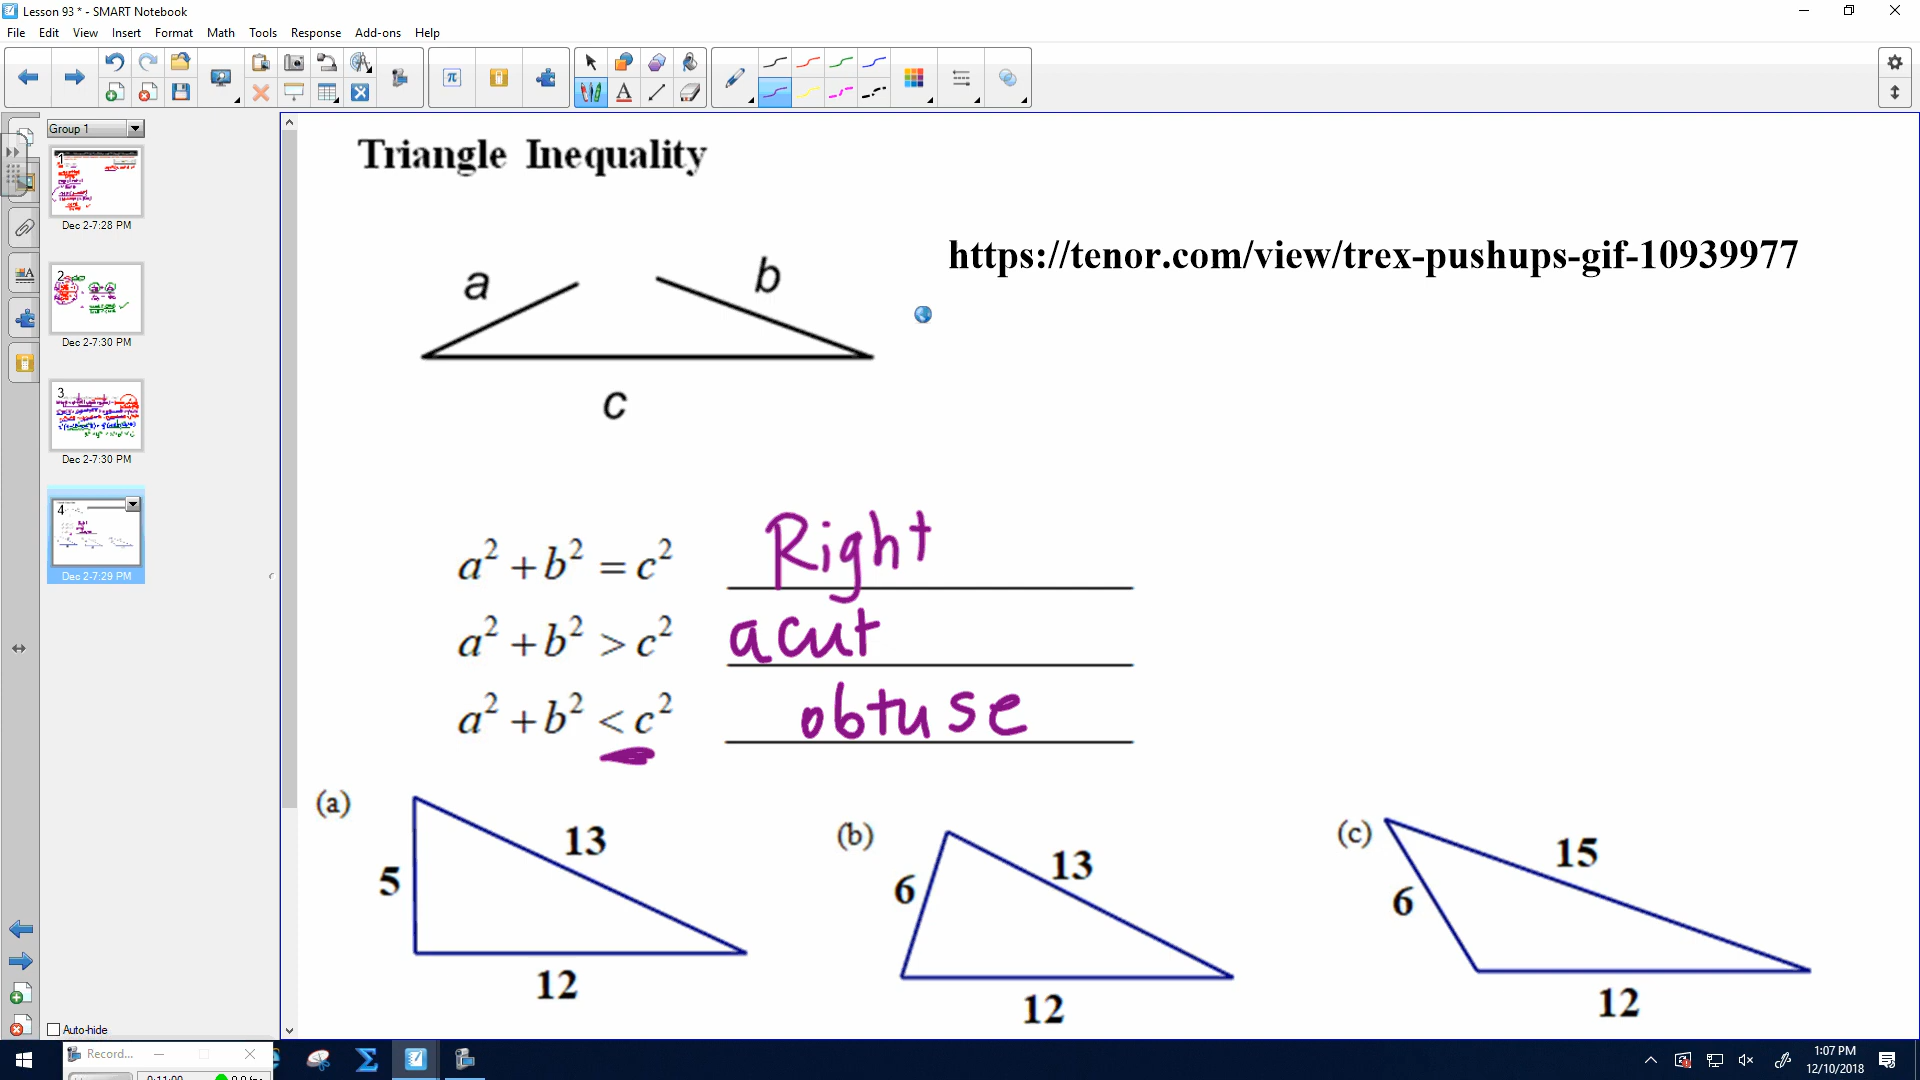 Lesson 93 * - SMART Notebook
File Edit View Insert Format Math Tools Response Add-ons Help
Group 1
1
Dec 2-7:28 PM
2
Dec 2-7:30 PM
3
Dec 2-7:30 PM
4
Dec 2-7:29 PM
Auto-hide
Triangle Inequality
https://tenor.com/view/trex-pushups-gif-10939977
a b
c
a² + b² = c² Right
a² + b² > c² acut
a² + b² < c² obtuse
(a) 5 13 12
(b) 6 13 12
(c) 6 15 12
Record...
1:07 PM
12/10/2018